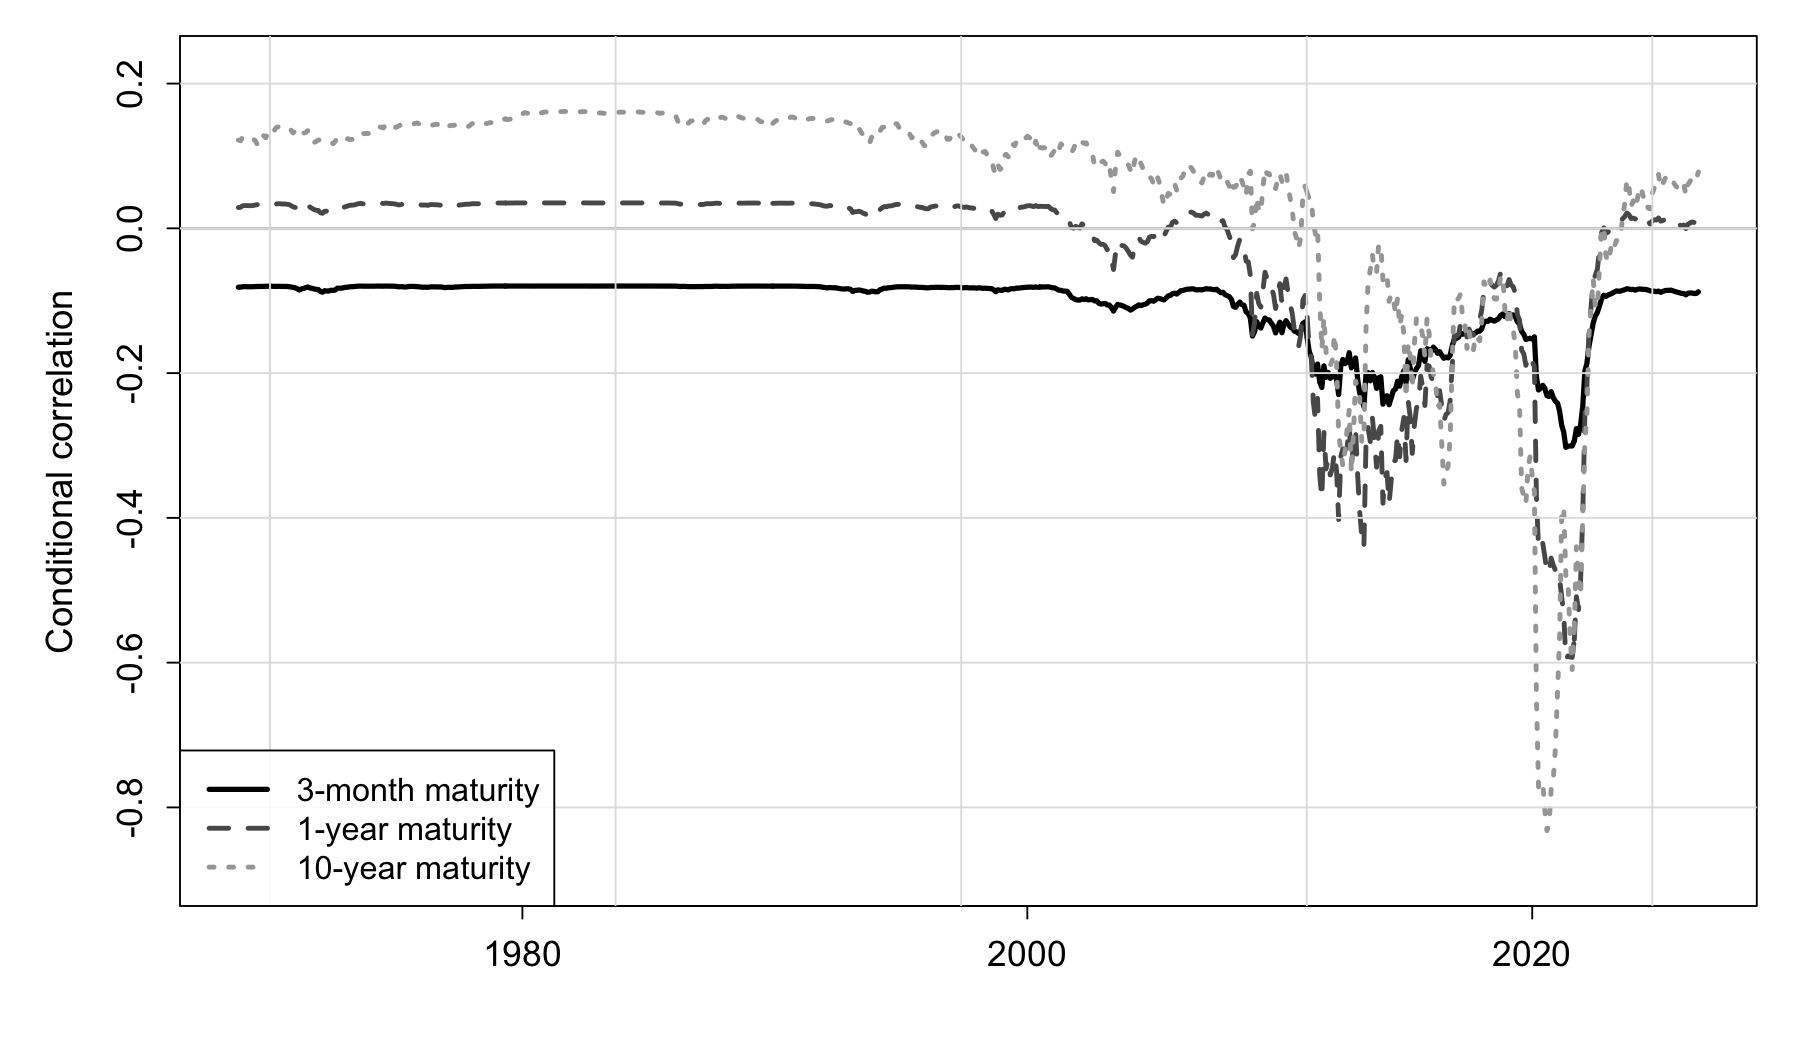 Conditional correlation
0.2
0.0
-0.2
-0.4
-0.6
-0.8
3-month maturity
1-year maturity
10-year maturity
1980
2000
2020